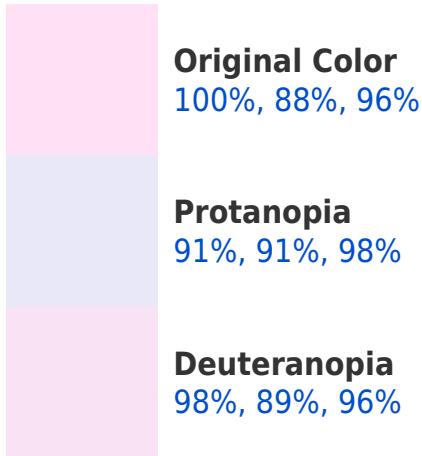 Original Color
100%, 88%, 96%
Protanopia
91%, 91%, 98%
Deuteranopia
98%, 89%, 96%